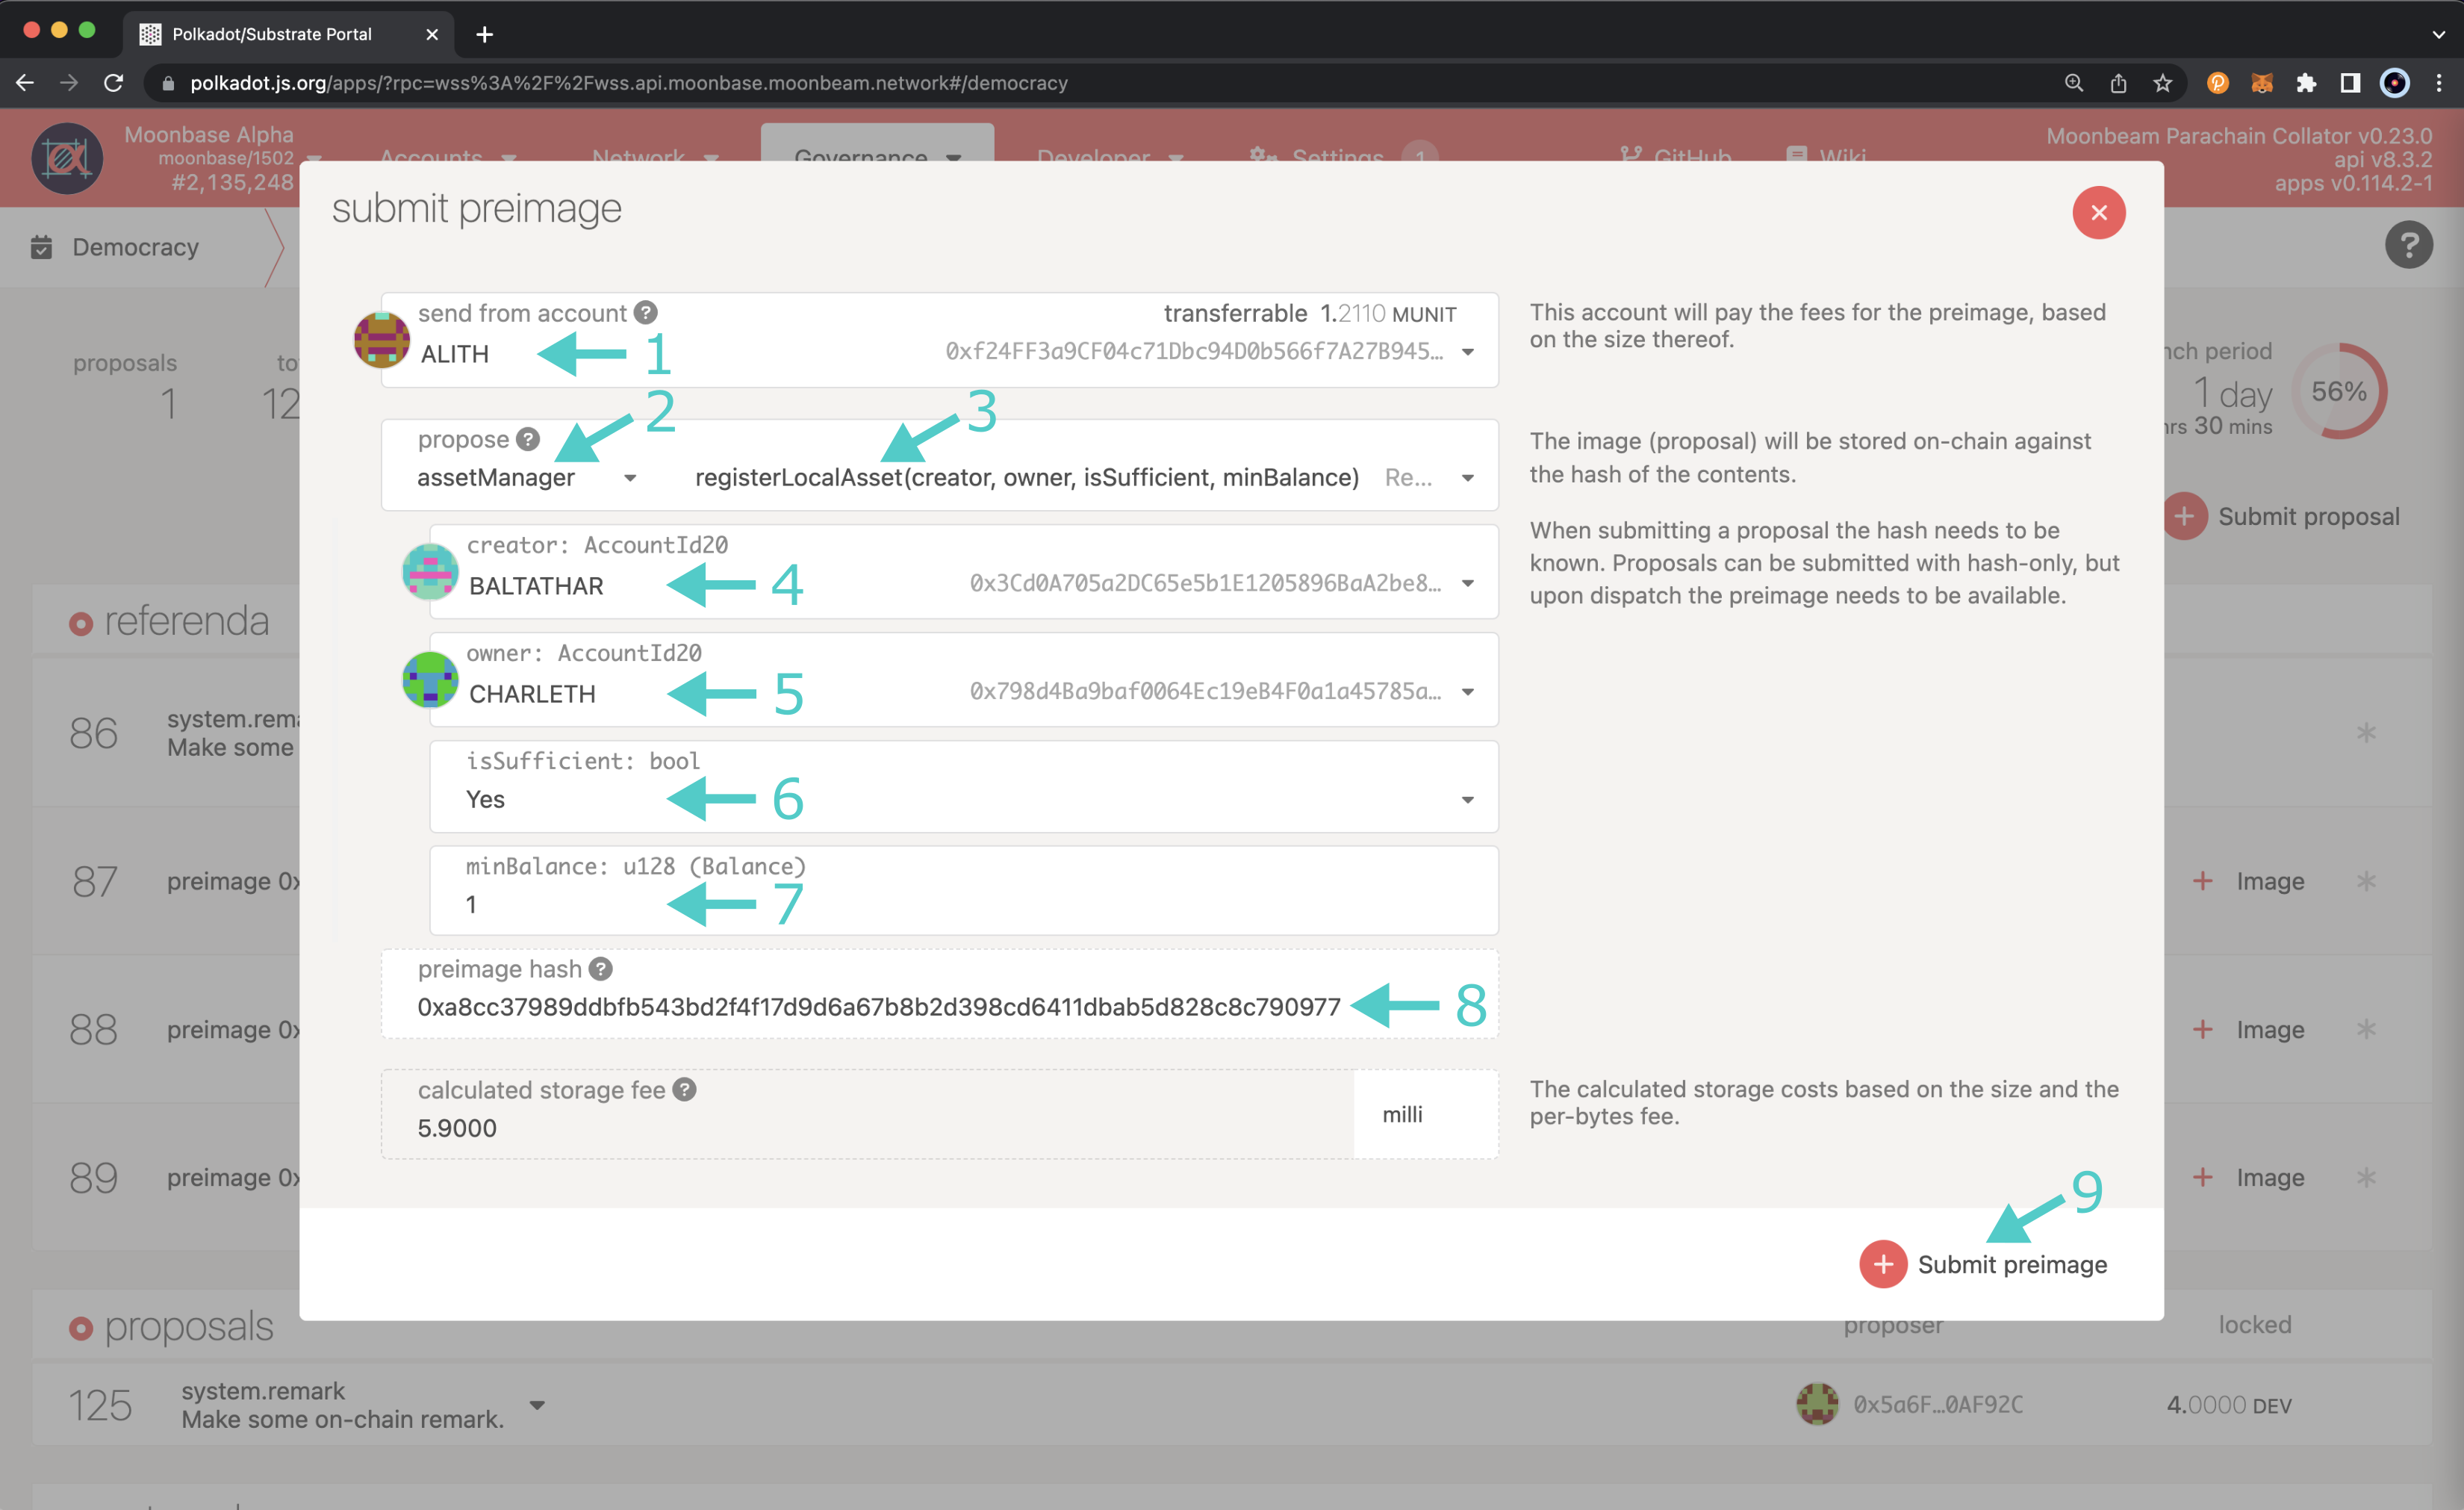 Polkadot/Substrate Portal
polkadot.js.org/apps/?rpc=wss%3A%2F%2Fwss.api.moonbase.moonbeam.network#/democracy
Moonbase Alpha
moonbase/1502
#2,135,248
Accounts
Network
Governance
Developer
Settings
1
GitHub
Wiki
Moonbeam Parachain Collator v0.23.0
api v8.3.2
apps v0.114.2-1
Democracy
?
submit preimage
send from account ?
transferrable 1.2110 MUNIT
ALITH
1
0xf24FF3a9CF04c71Dbc94D0b566f7A27B945...
This account will pay the fees for the preimage, based
on the size thereof.
2
3
propose ?
assetManager
registerLocalAsset(creator, owner, isSufficient, minBalance) Re...
The image (proposal) will be stored on-chain against
the hash of the contents.
When submitting a proposal the hash needs to be
known. Proposals can be submitted with hash-only, but
upon dispatch the preimage needs to be available.
creator: AccountId20
BALTATHAR
4
0x3Cd0A705a2DC65e5b1E1205896BaA2be8...
owner: AccountId20
CHARLETH
5
0x798d4Ba9baf0064Ec19eB4F0a1a45785a...
isSufficient: bool
Yes
6
minBalance: u128 (Balance)
1
7
preimage hash ?
0xa8cc37989ddbfb543bd2f4f17d9d6a67b8b2d398cd6411dbab5d828c8c790977
8
calculated storage fee ?
5.9000
milli
The calculated storage costs based on the size and the
per-bytes fee.
9
Submit preimage
proposals
1
to
12
nch period
1 day
hrs 30 mins
56%
Submit proposal
referenda
86
system.rema
Make some
87
preimage 0x
Image
88
preimage 0x
Image
89
preimage 0x
Image
proposals
proposer
locked
125
system.remark
Make some on-chain remark.
0x5a6F...0AF92C
4.0000 DEV